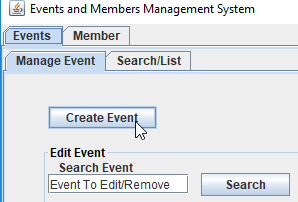 Events and Members Management System
Events Member
Manage Event Search/List
Create Event
Edit Event
Search Event
Event To Edit/Remove Search